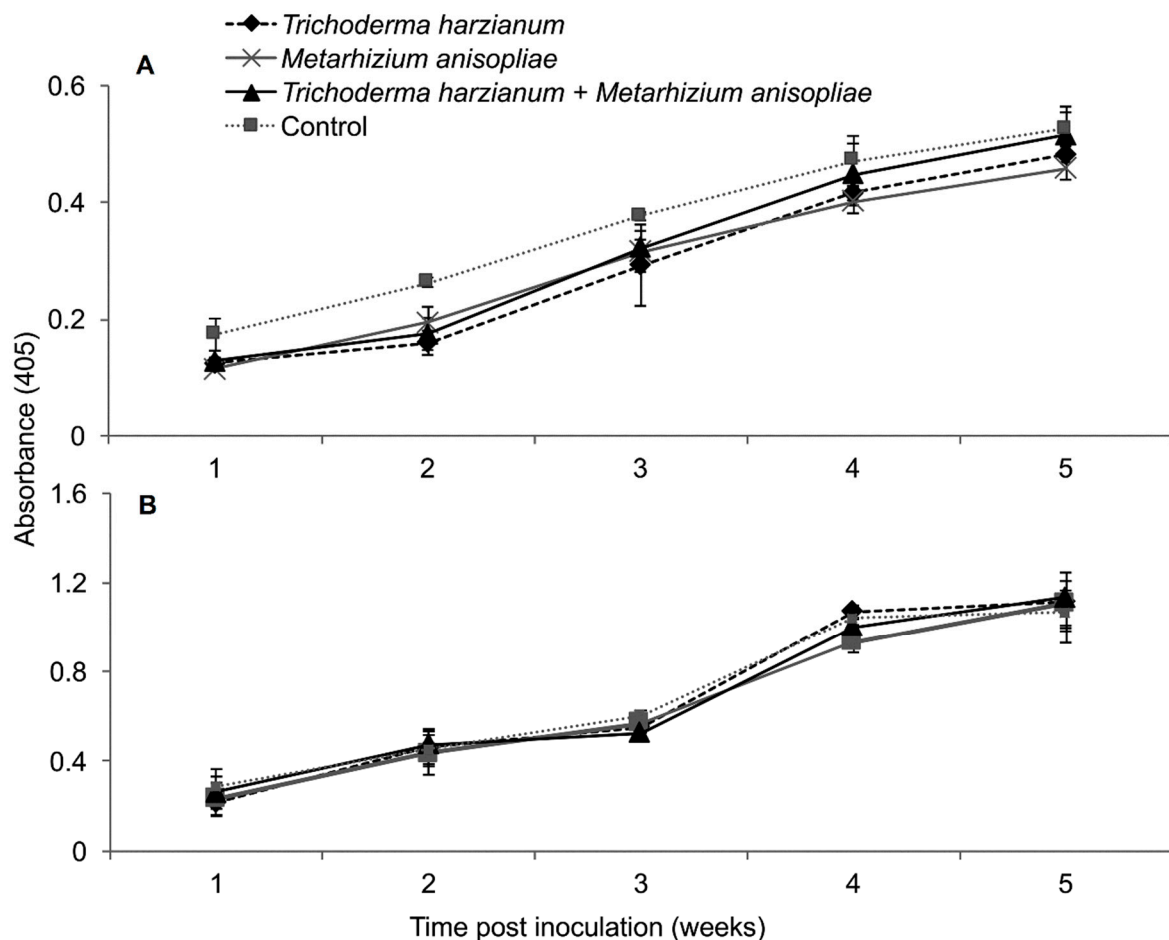 Trichoderma harzianum
Metarhizium anisopliae
Trichoderma harzianum + Metarhizium anisopliae
Control
A
0.6
0.4
0.2
0
1 2 3 4 5
Absorbance (405)
B
1.6
1.2
0.8
0.4
0
1 2 3 4 5
Time post inoculation (weeks)